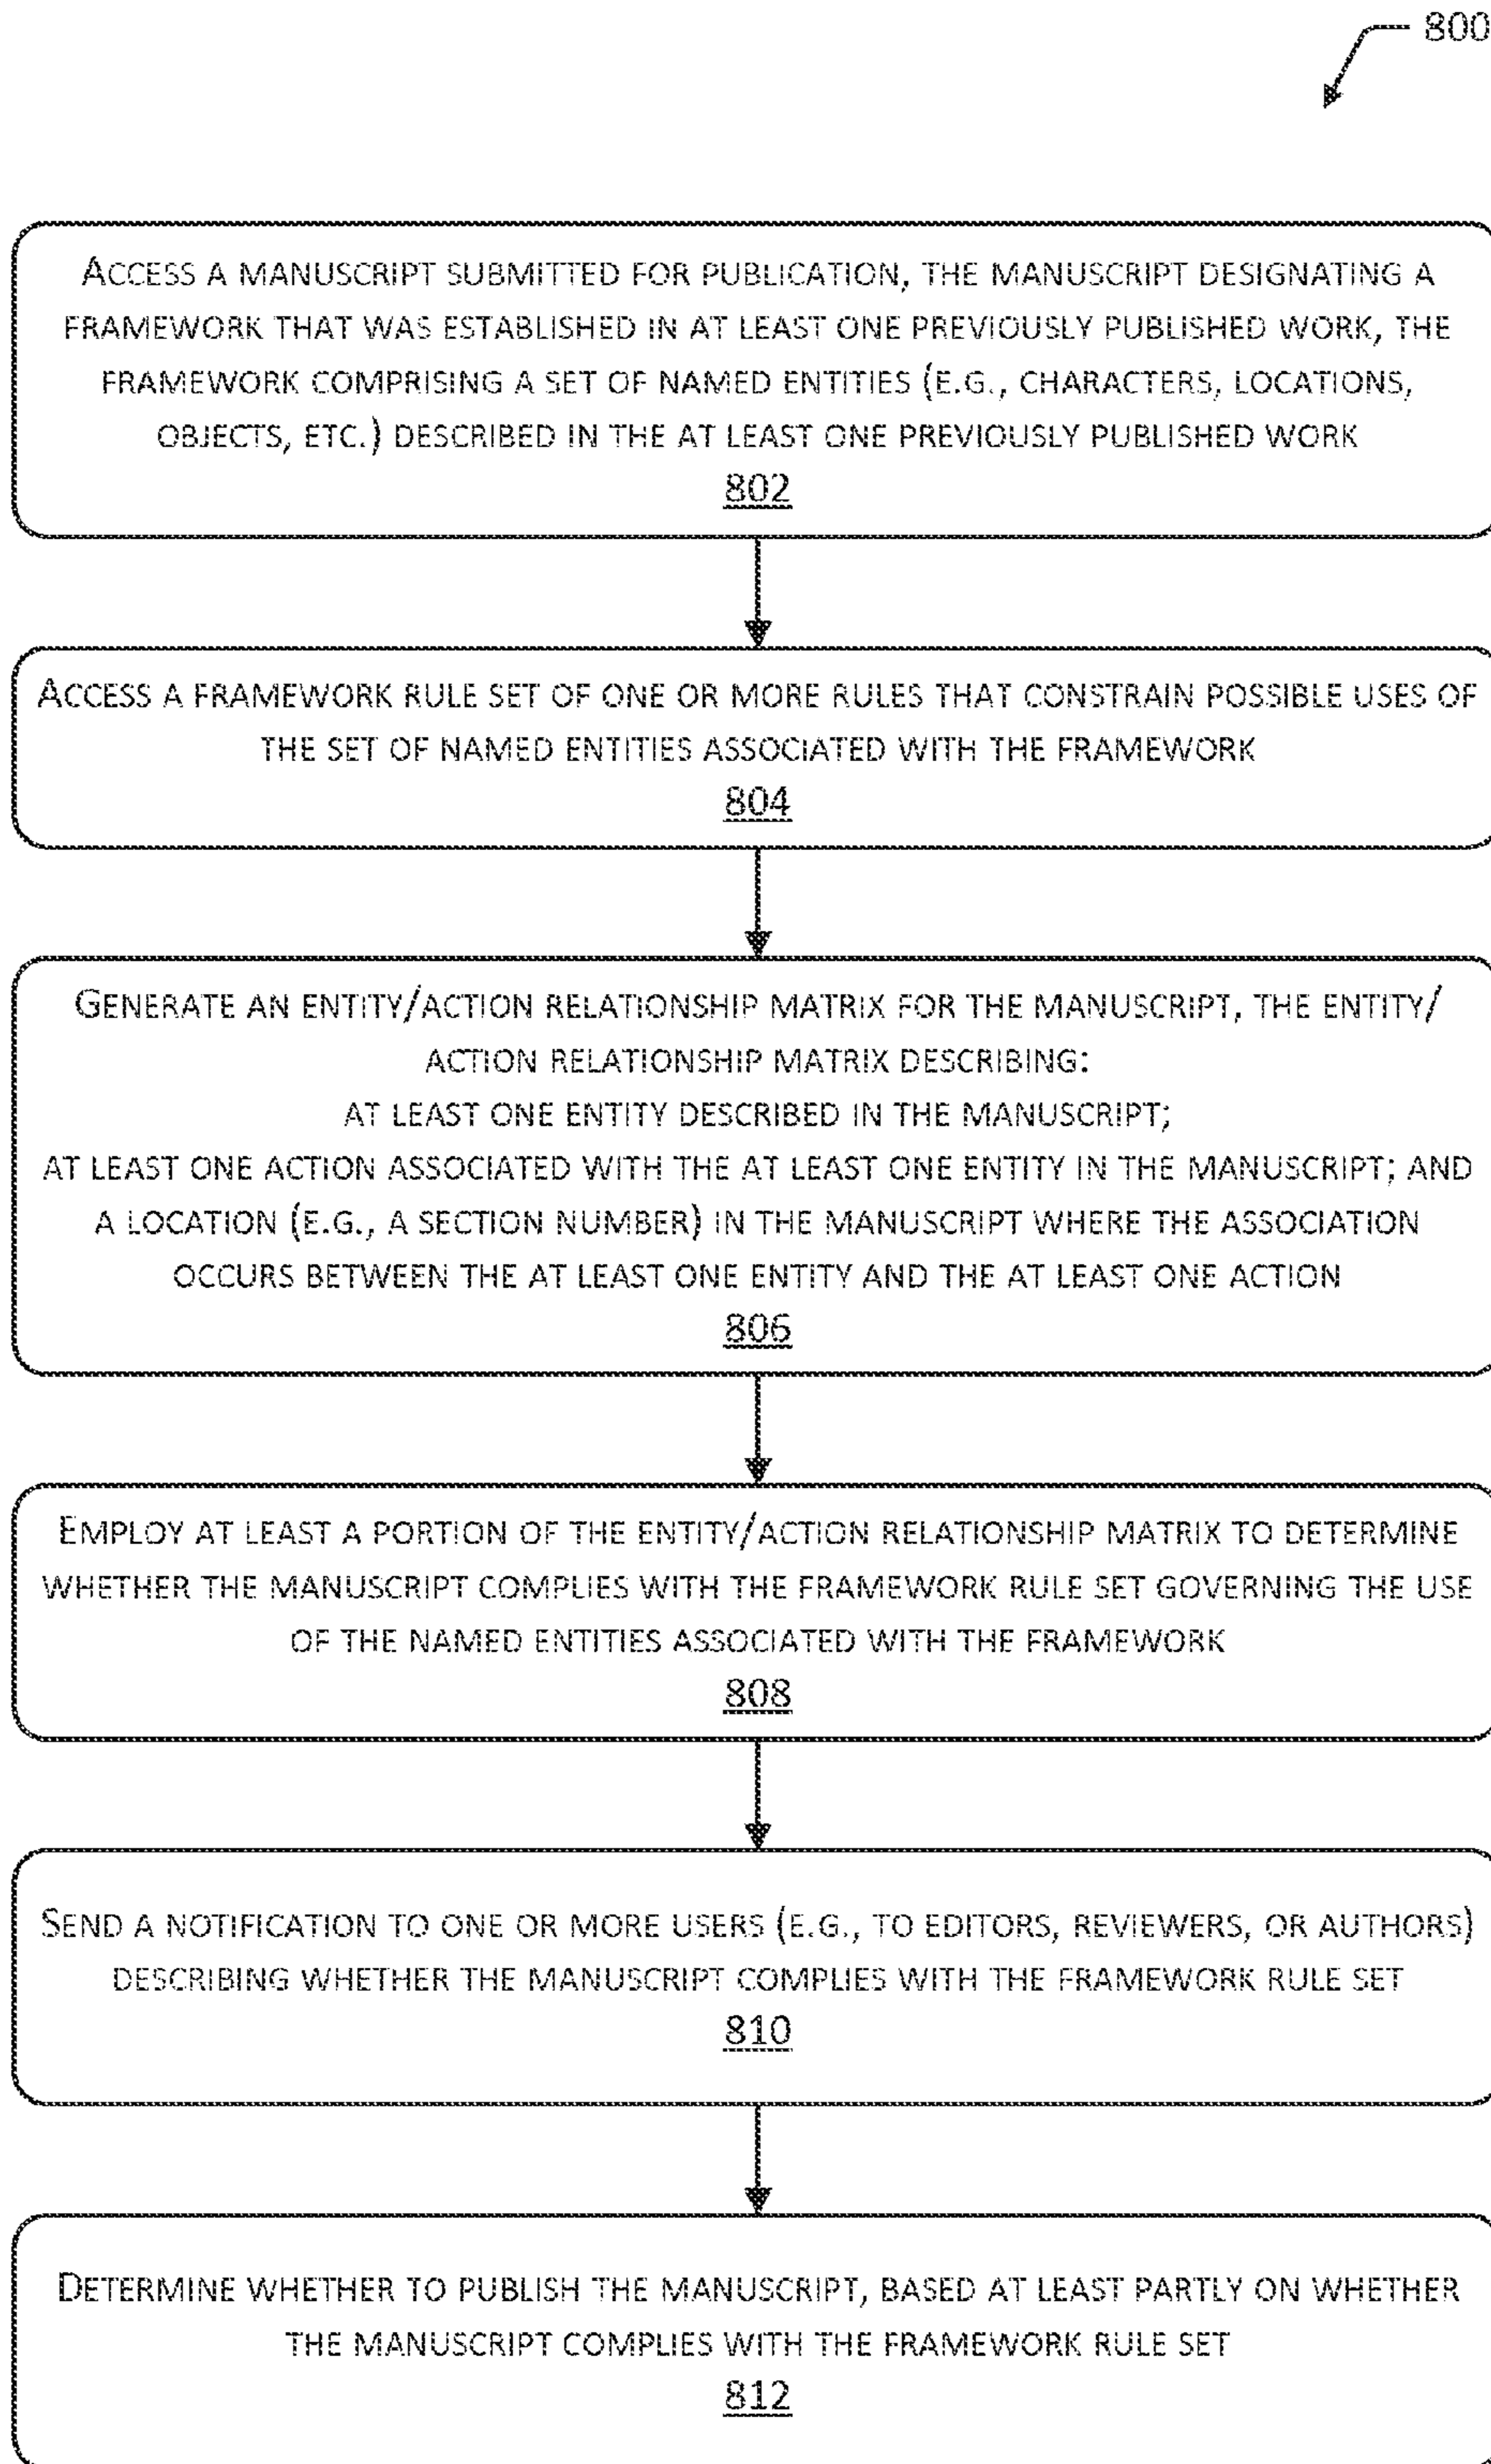 800
ACCESS A MANUSCRIPT SUBMITTED FOR PUBLICATION, THE MANUSCRIPT DESIGNATING A
FRAMEWORK THAT WAS ESTABLISHED IN AT LEAST ONE PREVIOUSLY PUBLISHED WORK, THE
FRAMEWORK COMPRISING A SET OF NAMED ENTITIES (E.G., CHARACTERS, LOCATIONS,
OBJECTS, ETC.) DESCRIBED IN THE AT LEAST ONE PREVIOUSLY PUBLISHED WORK
802
ACCESS A FRAMEWORK RULE SET OF ONE OR MORE RULES THAT CONSTRAIN POSSIBLE USES OF
THE SET OF NAMED ENTITIES ASSOCIATED WITH THE FRAMEWORK
804
GENERATE AN ENTITY/ACTION RELATIONSHIP MATRIX FOR THE MANUSCRIPT, THE ENTITY/
ACTION RELATIONSHIP MATRIX DESCRIBING:
AT LEAST ONE ENTITY DESCRIBED IN THE MANUSCRIPT;
AT LEAST ONE ACTION ASSOCIATED WITH THE AT LEAST ONE ENTITY IN THE MANUSCRIPT; AND
A LOCATION (E.G., A SECTION NUMBER) IN THE MANUSCRIPT WHERE THE ASSOCIATION
OCCURS BETWEEN THE AT LEAST ONE ENTITY AND THE AT LEAST ONE ACTION
806
EMPLOY AT LEAST A PORTION OF THE ENTITY/ACTION RELATIONSHIP MATRIX TO DETERMINE
WHETHER THE MANUSCRIPT COMPLIES WITH THE FRAMEWORK RULE SET GOVERNING THE USE
OF THE NAMED ENTITIES ASSOCIATED WITH THE FRAMEWORK
808
SEND A NOTIFICATION TO ONE OR MORE USERS (E.G., TO EDITORS, REVIEWERS, OR AUTHORS)
DESCRIBING WHETHER THE MANUSCRIPT COMPLIES WITH THE FRAMEWORK RULE SET
810
DETERMINE WHETHER TO PUBLISH THE MANUSCRIPT, BASED AT LEAST PARTLY ON WHETHER
THE MANUSCRIPT COMPLIES WITH THE FRAMEWORK RULE SET
812